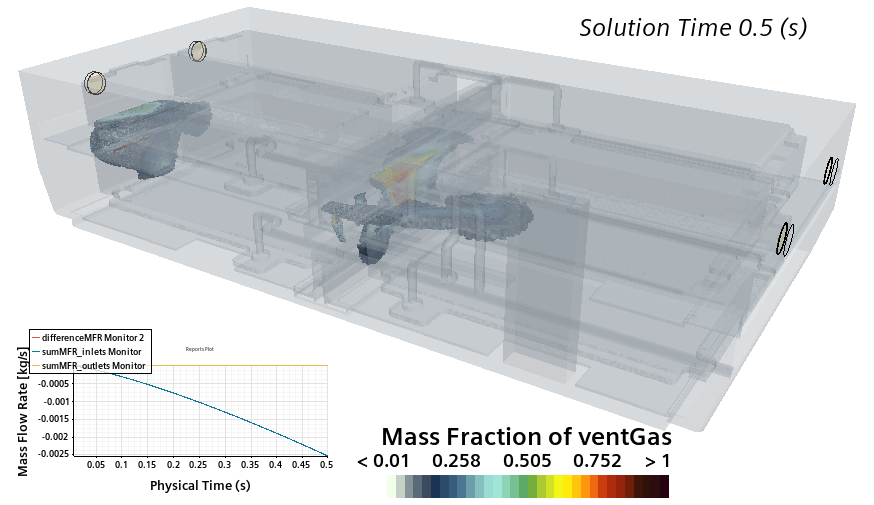 Solution Time 0.5 (s)
differenceMFR Monitor 2
sumMFR_inlets Monitor
sumMFR_outlets Monitor
Reports Plot
Mass Flow Rate [kg/s]
-0.0005
-0.001
-0.0015
-0.002
-0.0025
0.05 0.1 0.15 0.2 0.25 0.3 0.35 0.4 0.45 0.5
Physical Time (s)
Mass Fraction of ventGas
< 0.01 0.258 0.505 0.752 > 1